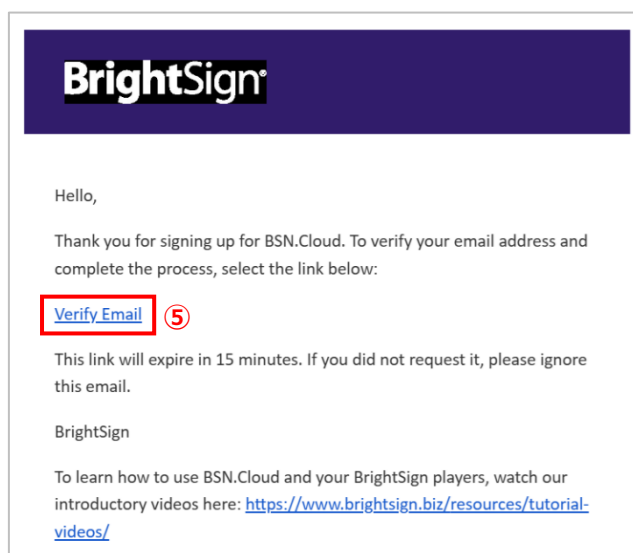 BrightSign®
Hello,
Thank you for signing up for BSN.Cloud. To verify your email address and
complete the process, select the link below:
Verify Email ⑤
This link will expire in 15 minutes. If you did not request it, please ignore
this email.
BrightSign
To learn how to use BSN.Cloud and your BrightSign players, watch our
introductory videos here: https://www.brightsign.biz/resources/tutorial-
videos/